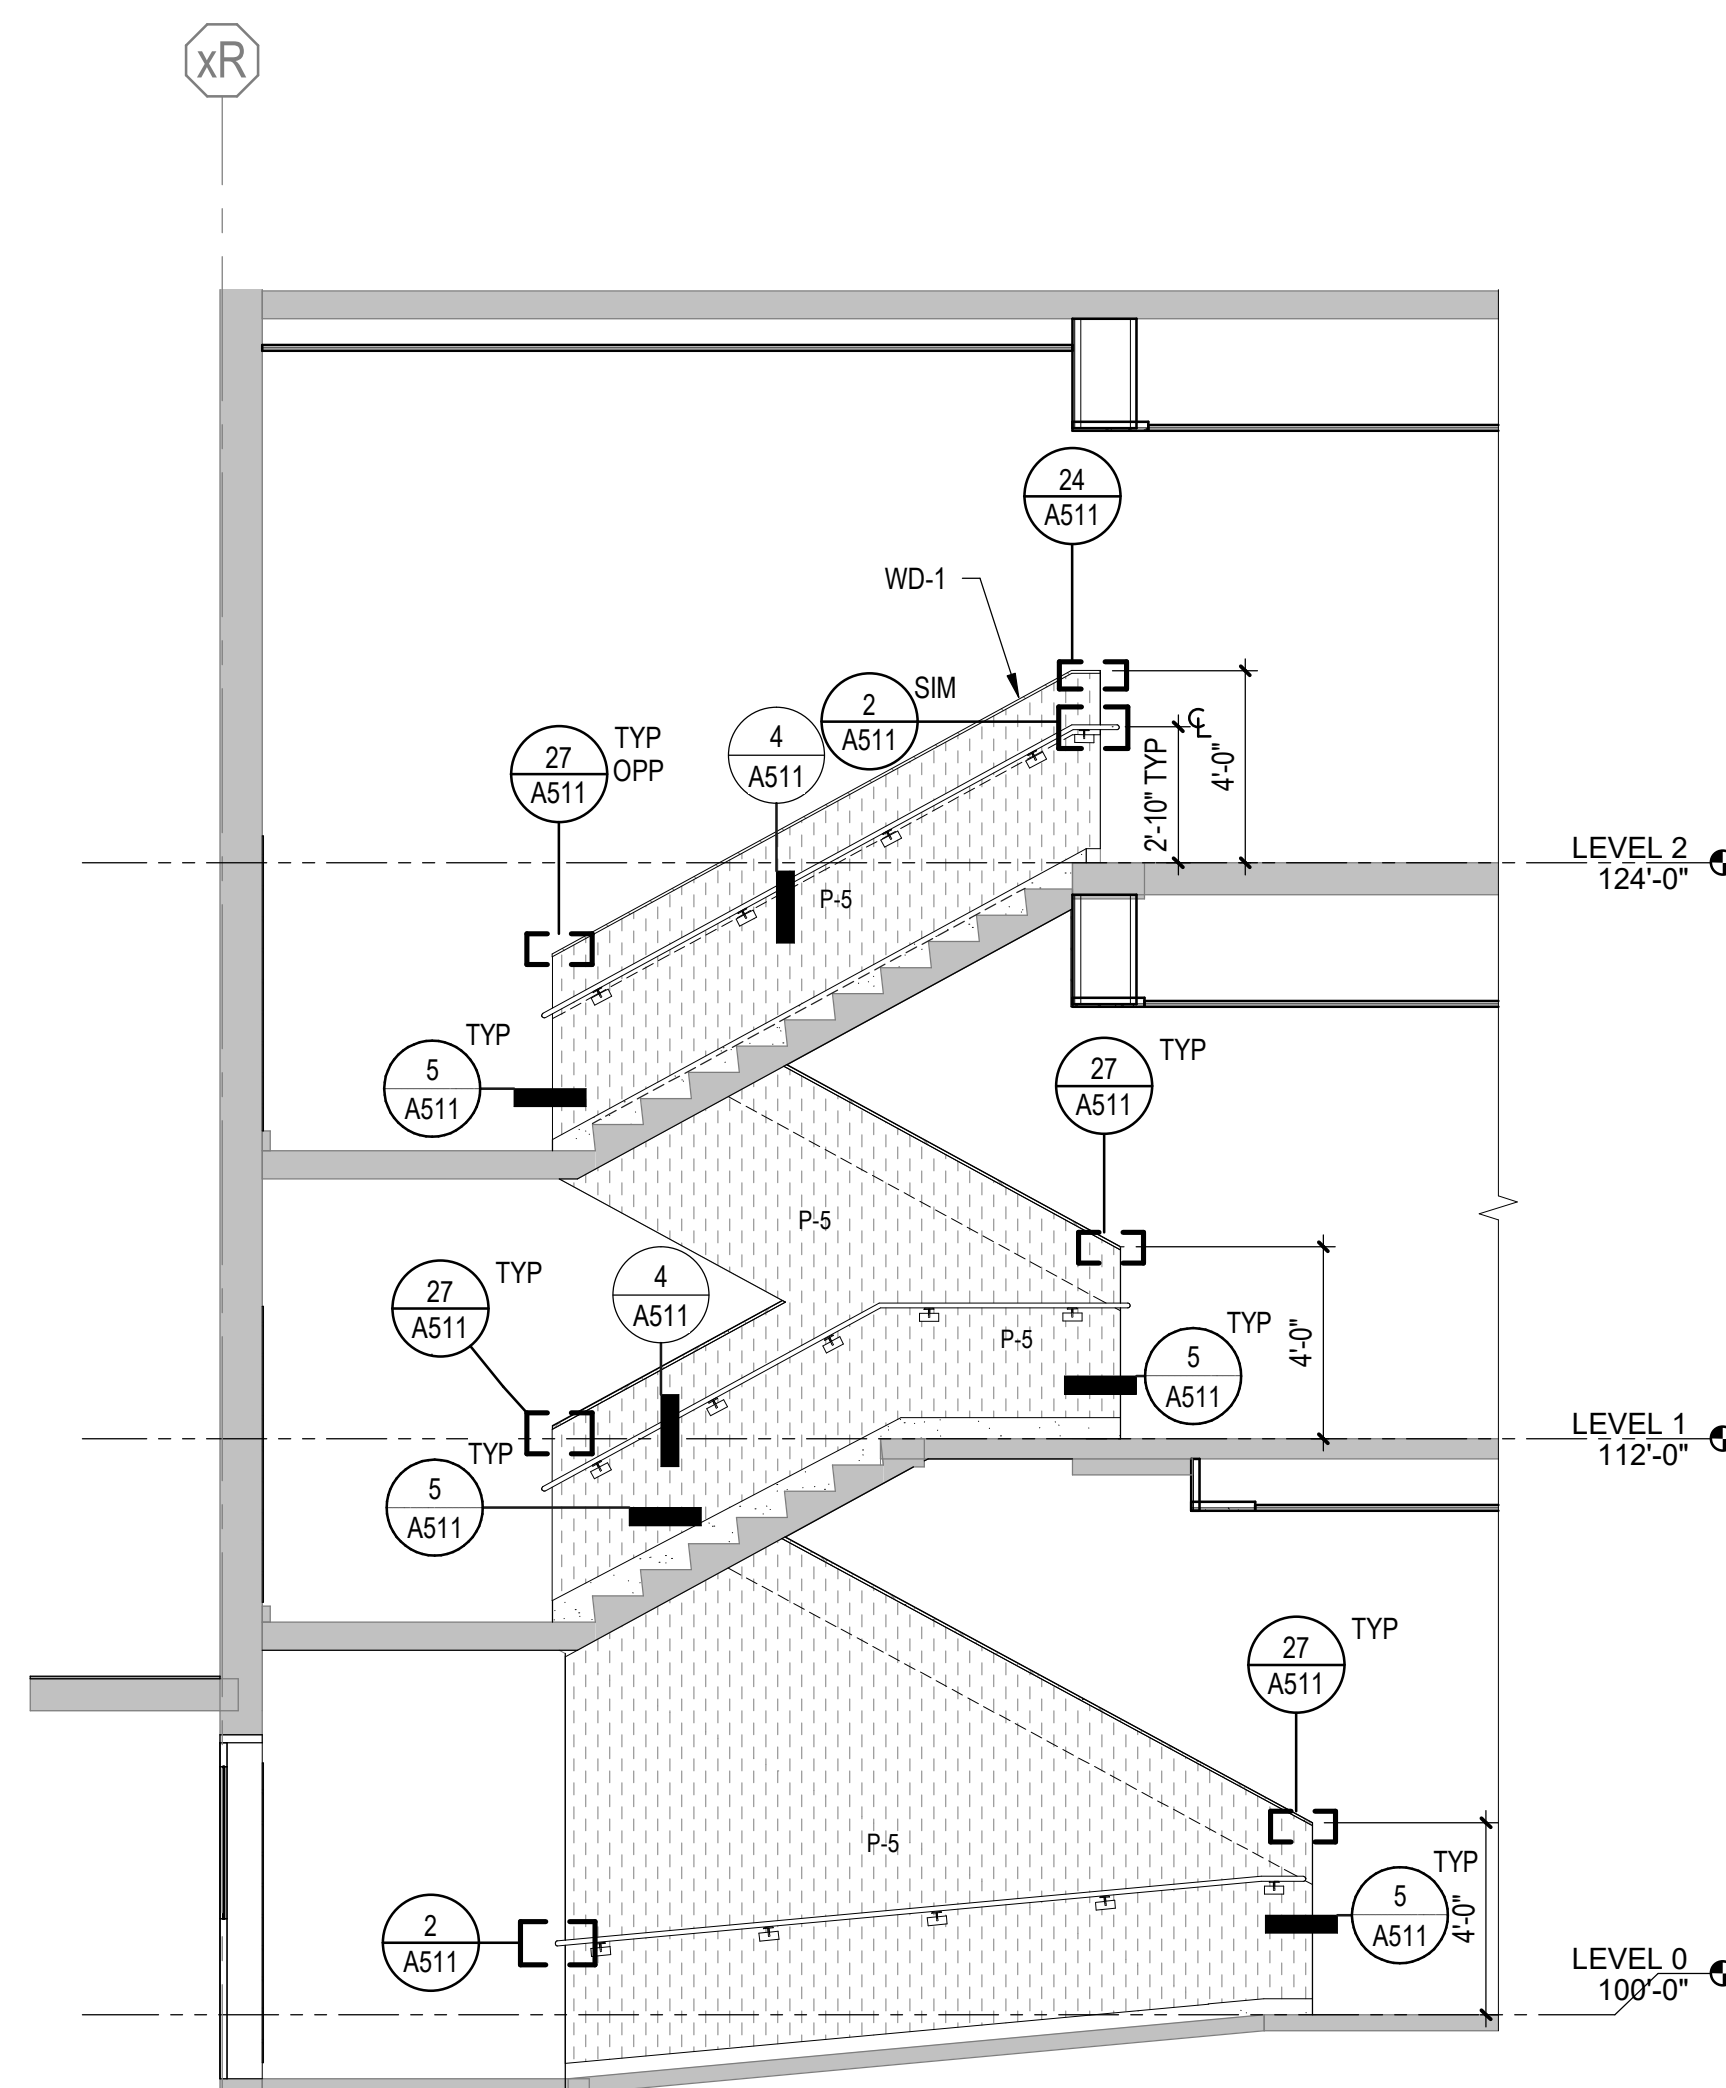 xR
24
A511
WD-1
2
A511
SIM
4
A511
27
A511
TYP
OPP
℄
2'-10" TYP
4'-0"
LEVEL 2
124'-0"
P-5
TYP
5
A511
27
A511
TYP
P-5
27
A511
TYP
4
A511
P-5
TYP
5
A511
4'-0"
LEVEL 1
112'-0"
TYP
5
A511
27
A511
TYP
P-5
TYP
5
A511
4'-0"
2
A511
LEVEL 0
100'-0"